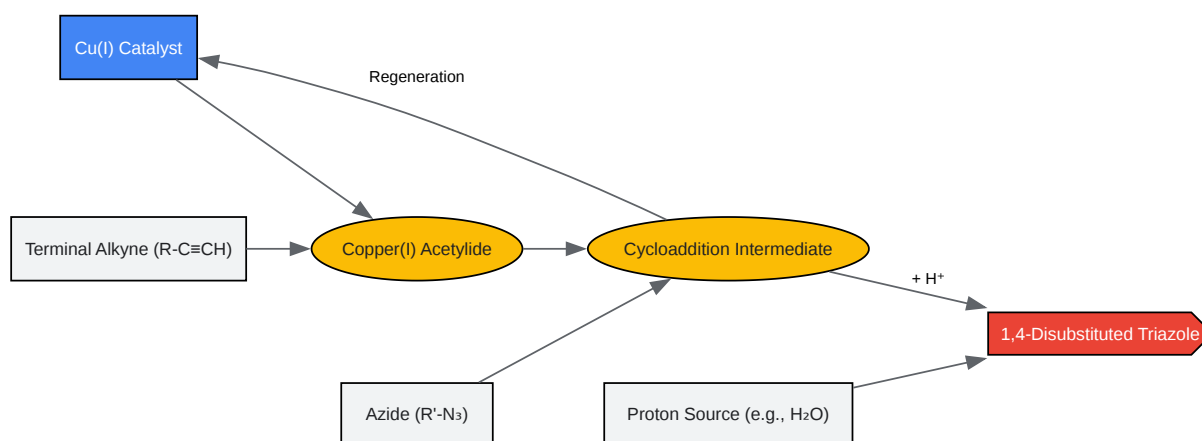 Cu(I) Catalyst
Regeneration
Terminal Alkyne (R-C≡CH)
Copper(I) Acetylide
Cycloaddition Intermediate
+ H⁺
1,4-Disubstituted Triazole
Azide (R'-N₃)
Proton Source (e.g., H₂O)